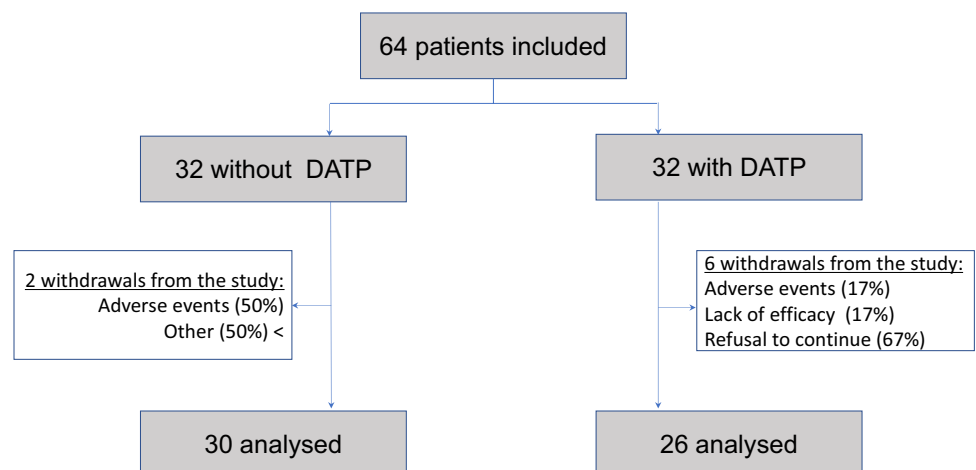 64 patients included
32 without DATP
32 with DATP
2 withdrawals from the study:
Adverse events (50%)
Other (50%) <
6 withdrawals from the study:
Adverse events (17%)
Lack of efficacy (17%)
Refusal to continue (67%)
30 analysed
26 analysed